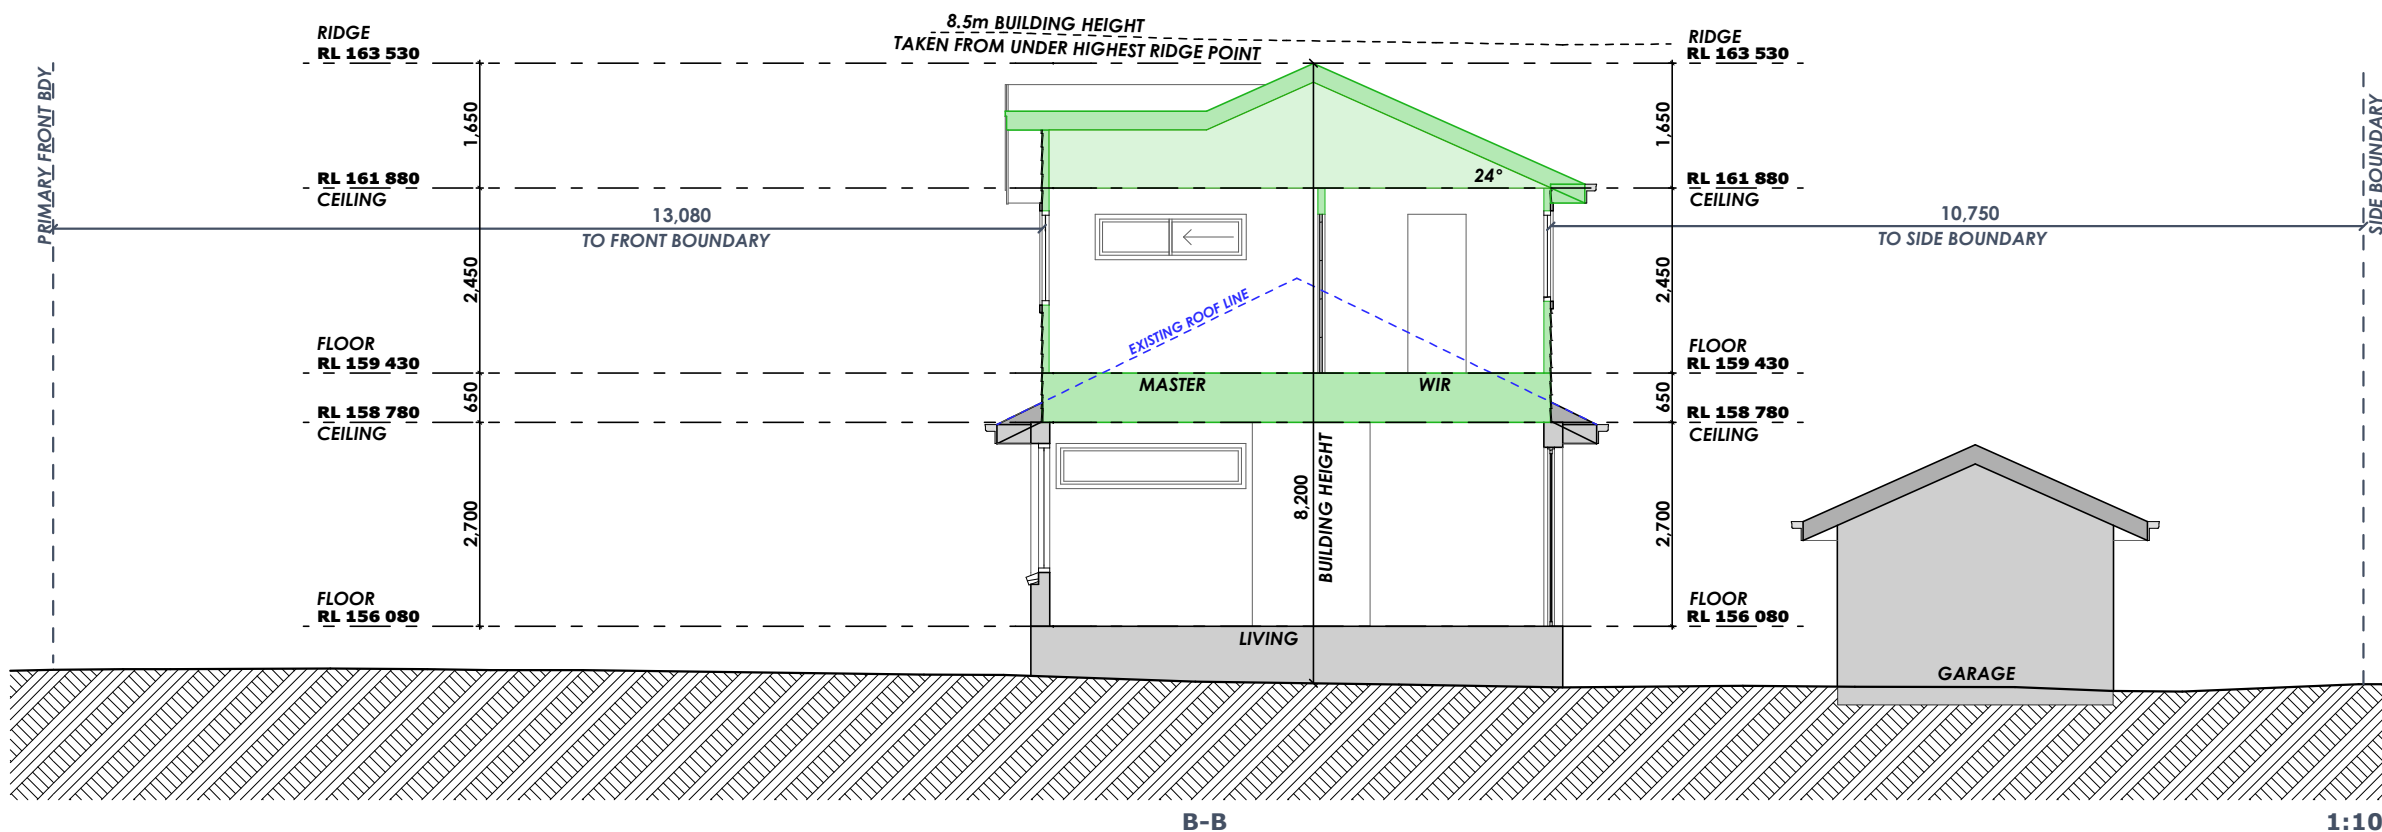 8.5m BUILDING HEIGHT
TAKEN FROM UNDER HIGHEST RIDGE POINT
RIDGE
RL 163 530
RIDGE
RL 163 530
PRIMARY FRONT BDY
SIDE BOUNDARY
1,650
1,650
RL 161 880
CEILING
24°
RL 161 880
CEILING
13,080
TO FRONT BOUNDARY
10,750
TO SIDE BOUNDARY
2,450
2,450
EXISTING ROOF LINE
FLOOR
RL 159 430
FLOOR
RL 159 430
MASTER
WIR
650
650
RL 158 780
CEILING
RL 158 780
CEILING
2,700
8,200
BUILDING HEIGHT
2,700
FLOOR
RL 156 080
FLOOR
RL 156 080
LIVING
GARAGE
B-B
1:10